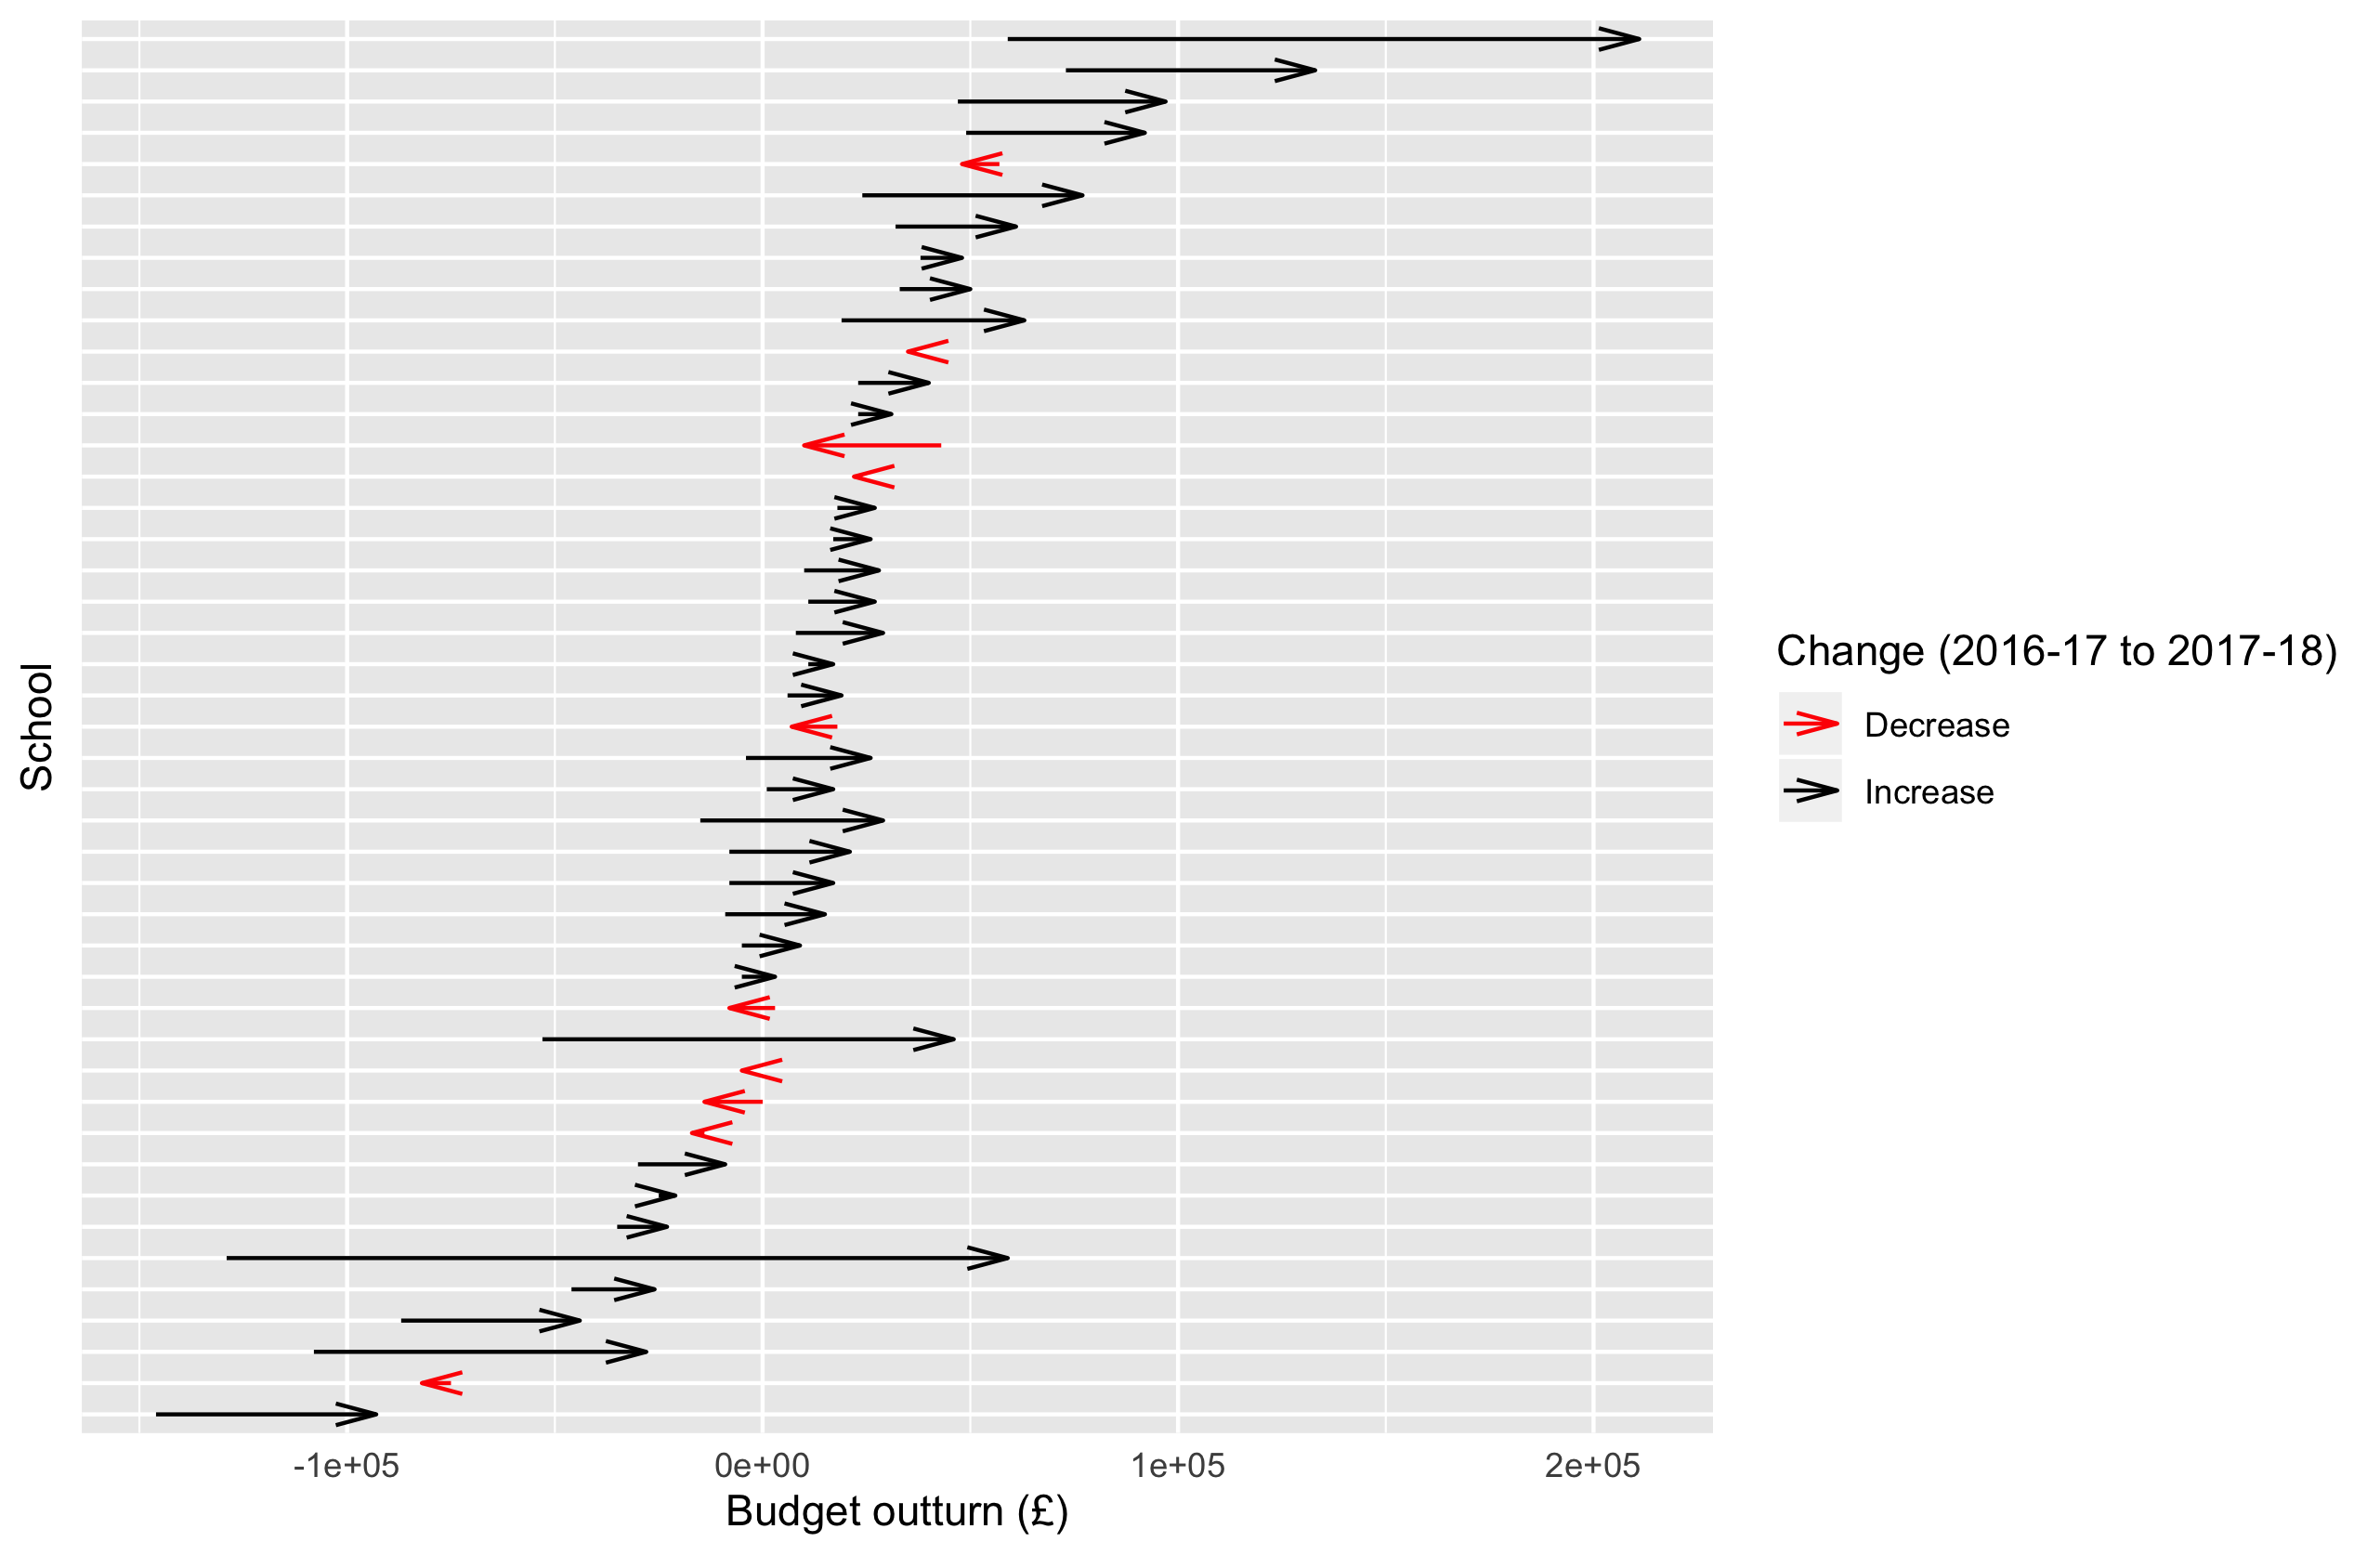 School
-1e+05 0e+00 1e+05 2e+05
Budget outturn (£)
Change (2016-17 to 2017-18)
Decrease
Increase